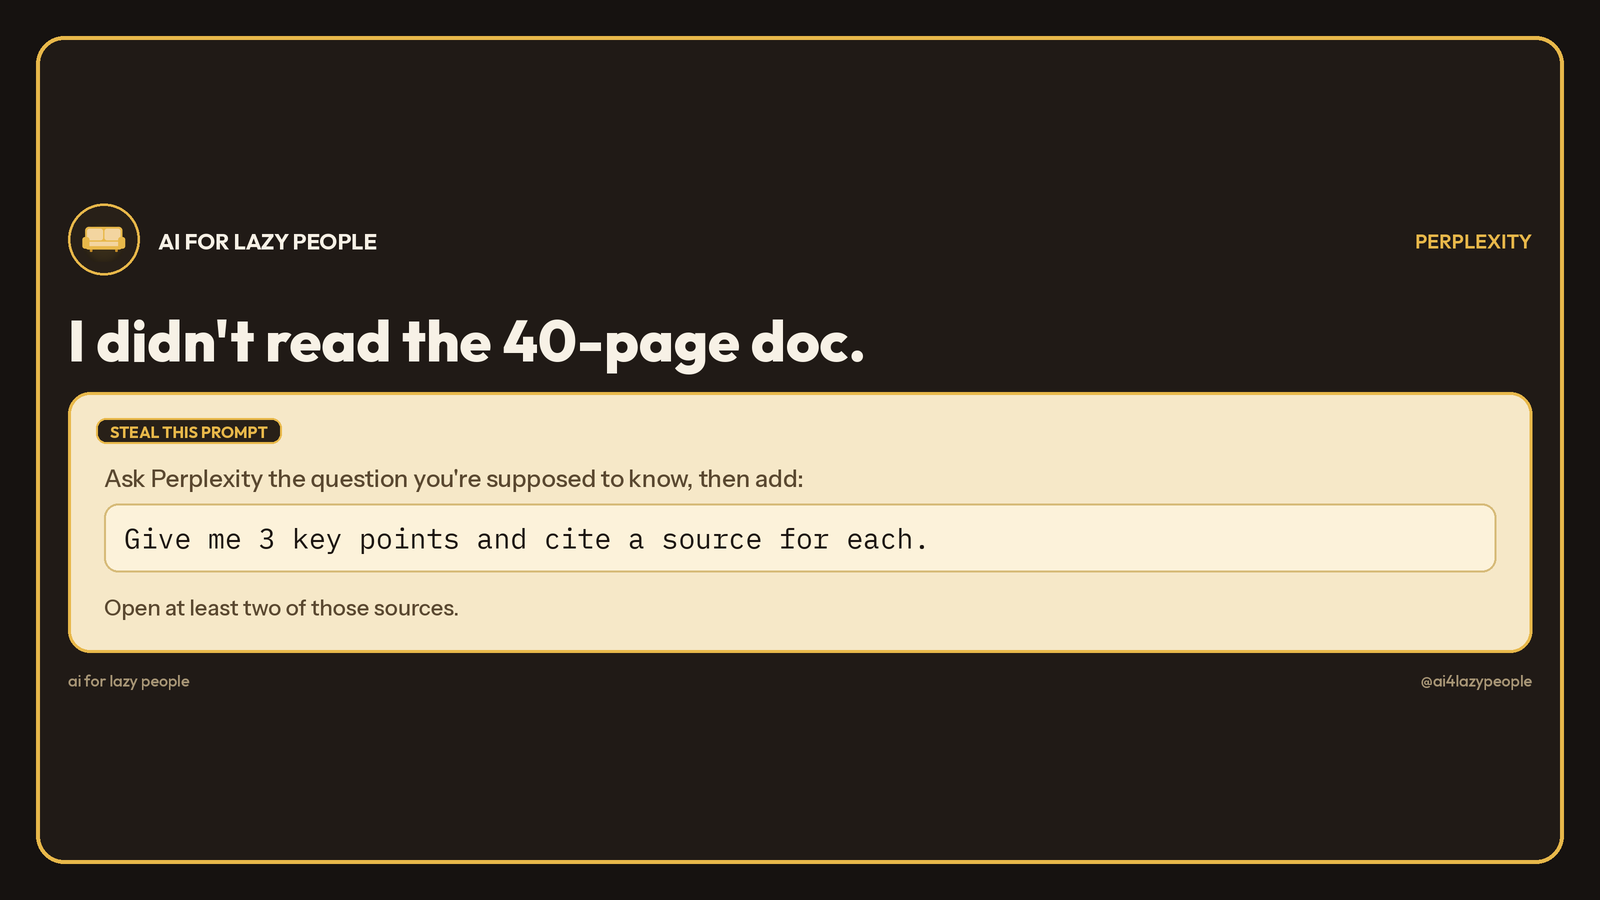 AI FOR LAZY PEOPLE
PERPLEXITY
I didn't read the 40-page doc.
STEAL THIS PROMPT
Ask Perplexity the question you're supposed to know, then add:
Give me 3 key points and cite a source for each.
Open at least two of those sources.
ai for lazy people
@ai4lazypeople